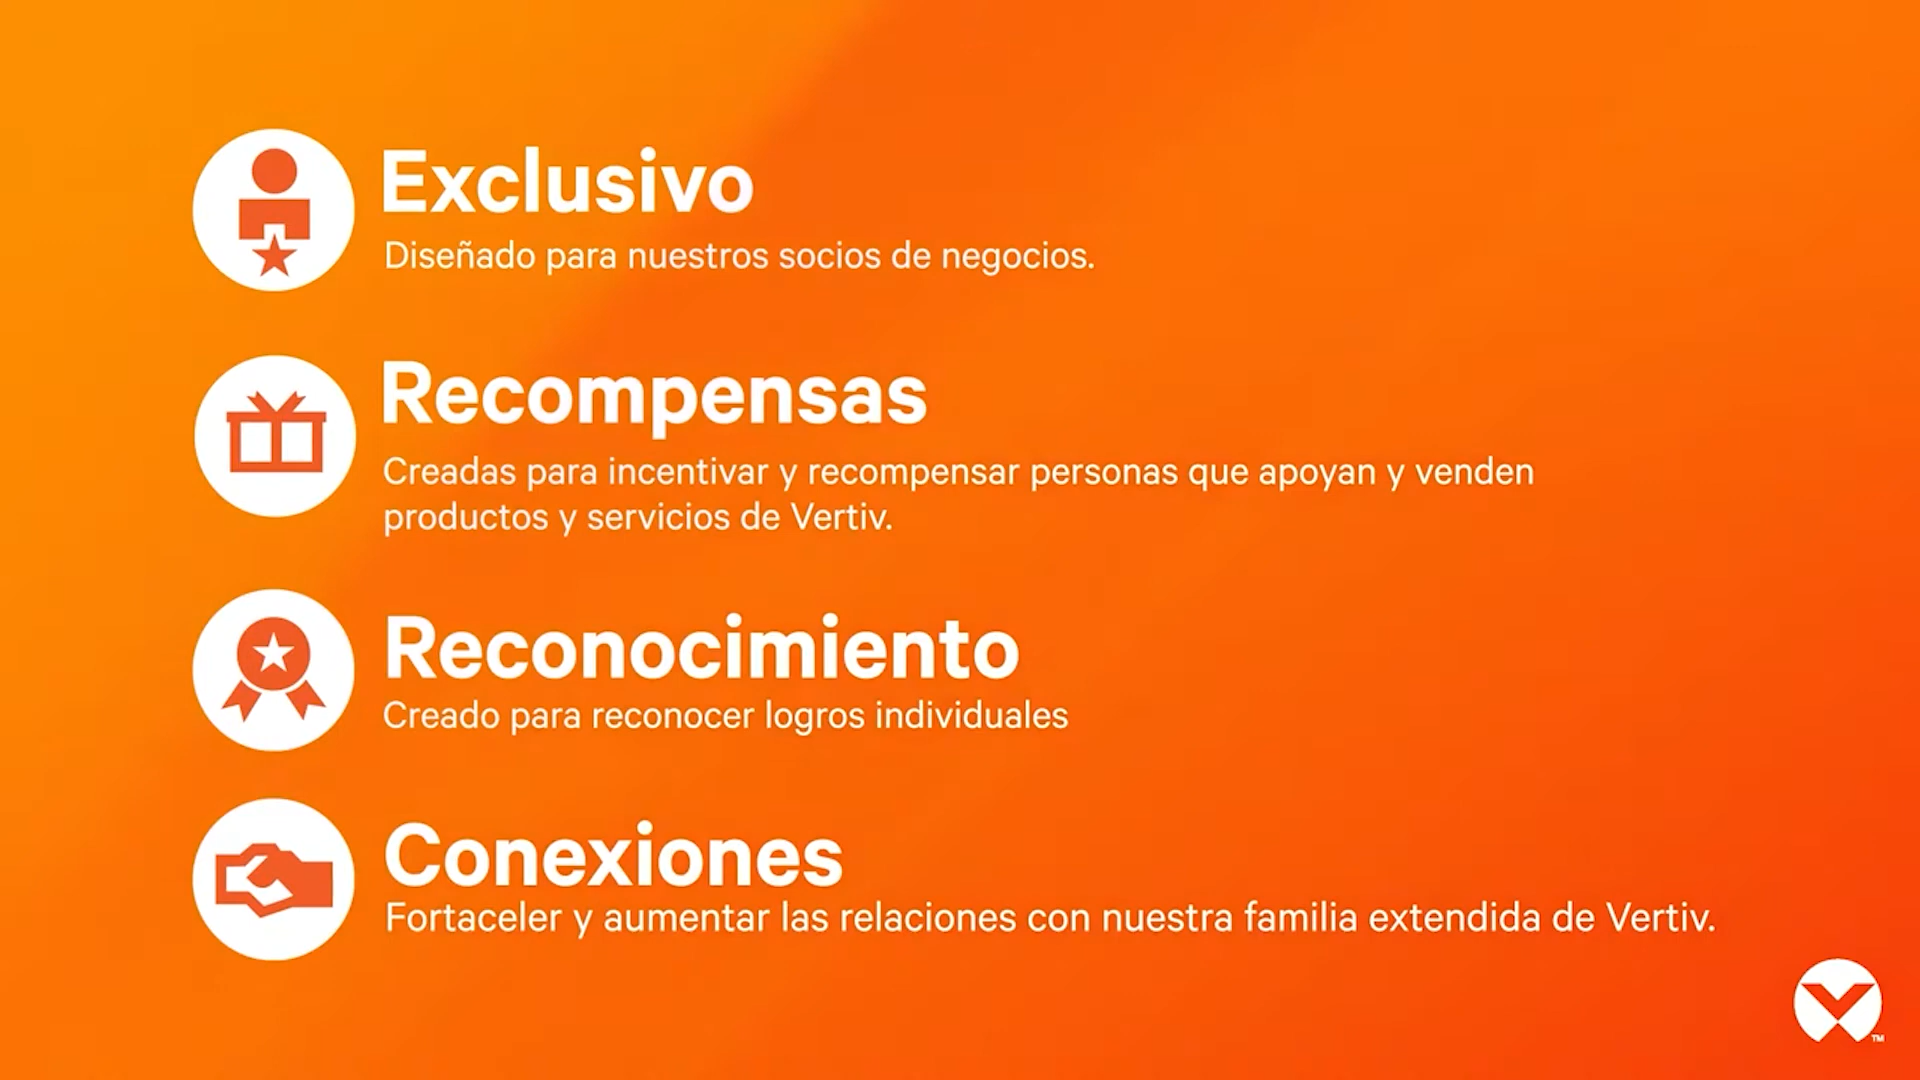 Exclusivo
Diseñado para nuestros socios de negocios.
Recompensas
Creadas para incentivar y recompensar personas que apoyan y venden
productos y servicios de Vertiv.
Reconocimiento
Creado para reconocer logros individuales
Conexiones
Fortaceler y aumentar las relaciones con nuestra familia extendida de Vertiv.
TM